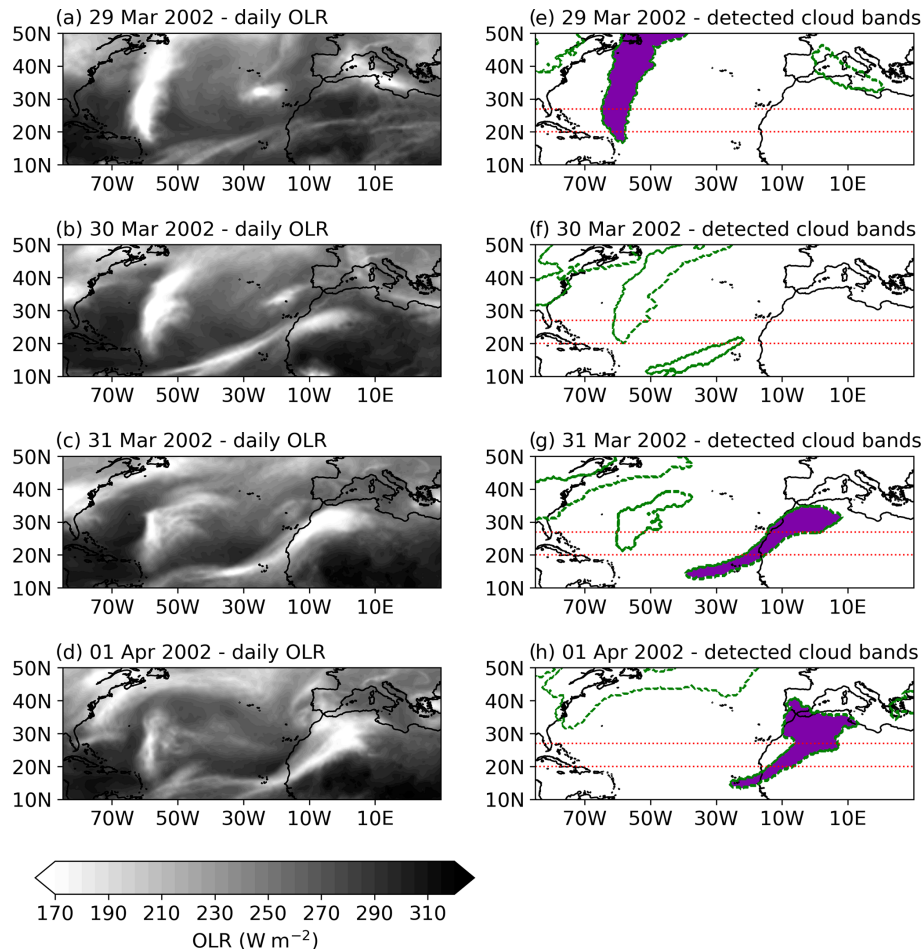 (a) 29 Mar 2002 - daily OLR
50N
40N
30N
20N
10N
70W 50W 30W 10W 10E
(e) 29 Mar 2002 - detected cloud bands
50N
40N
30N
20N
10N
70W 50W 30W 10W 10E
(b) 30 Mar 2002 - daily OLR
50N
40N
30N
20N
10N
70W 50W 30W 10W 10E
(f) 30 Mar 2002 - detected cloud bands
50N
40N
30N
20N
10N
70W 50W 30W 10W 10E
(c) 31 Mar 2002 - daily OLR
50N
40N
30N
20N
10N
70W 50W 30W 10W 10E
(g) 31 Mar 2002 - detected cloud bands
50N
40N
30N
20N
10N
70W 50W 30W 10W 10E
(d) 01 Apr 2002 - daily OLR
50N
40N
30N
20N
10N
70W 50W 30W 10W 10E
(h) 01 Apr 2002 - detected cloud bands
50N
40N
30N
20N
10N
70W 50W 30W 10W 10E
170 190 210 230 250 270 290 310
OLR (W m⁻²)